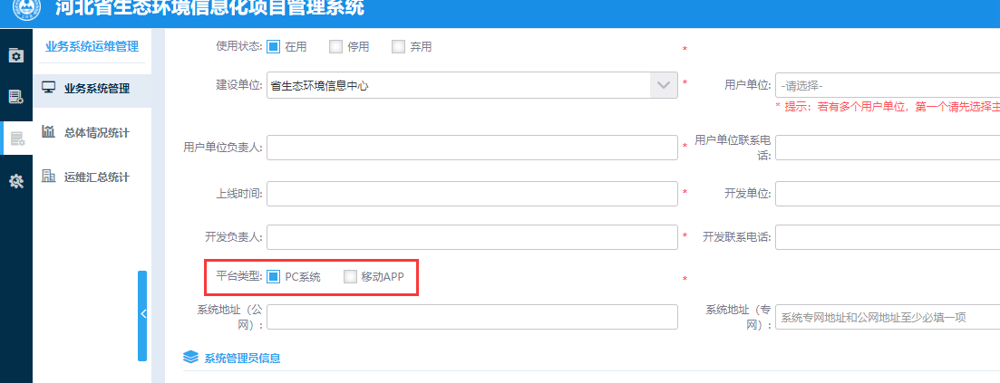 河北省生态环境信息化项目管理系统
业务系统运维管理
业务系统管理
总体情况统计
运维汇总统计
使用状态: 在用 停用 弃用 *
建设单位: 省生态环境信息中心 * 用户单位: -请选择-
* 提示：若有多个用户单位，第一个请先选择主
用户单位负责人: * 用户单位联系电
话:
上线时间: * 开发单位:
开发负责人: * 开发联系电话:
平台类型: PC系统 移动APP *
系统地址（公
网）:
系统地址（专
网）: 系统专网地址和公网地址至少必填一项
系统管理员信息